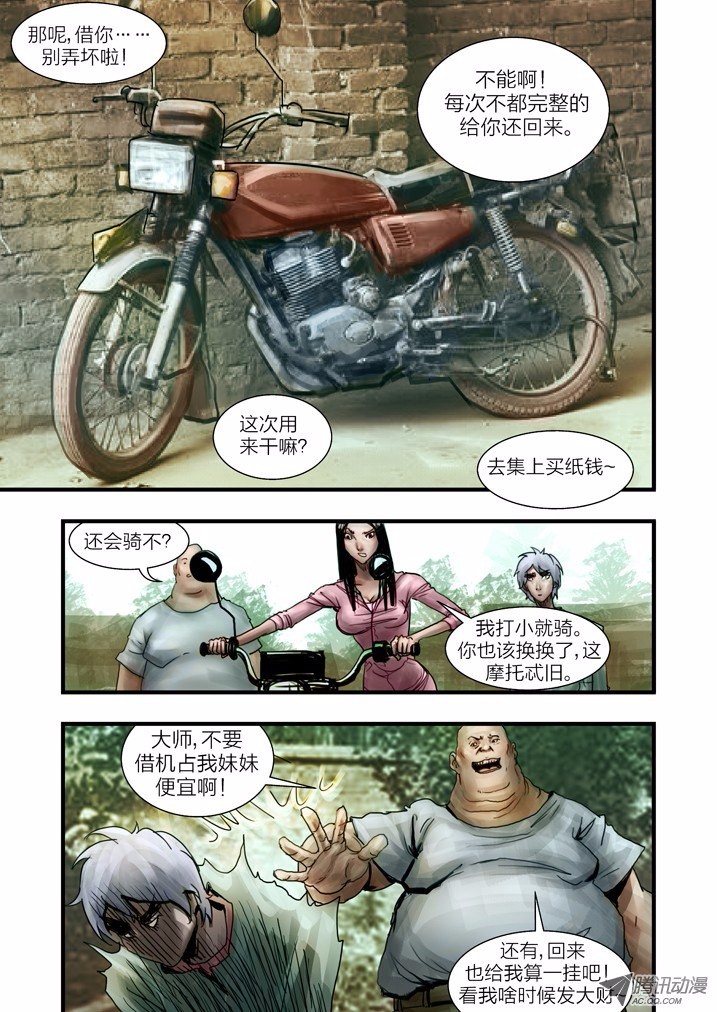 那呢,借你……
别弄坏啦!
不能啊!
每次不都完整的
给你还回来。
这次用
来干嘛?
去集上买纸钱~
还会骑不?
我打小就骑。
你也该换换了,这
摩托忒旧。
大师,不要
借机占我妹妹
便宜啊!
还有,回来
也给我算一挂吧!
看我啥时候发大财
腾讯动漫
AC.QQ.COM